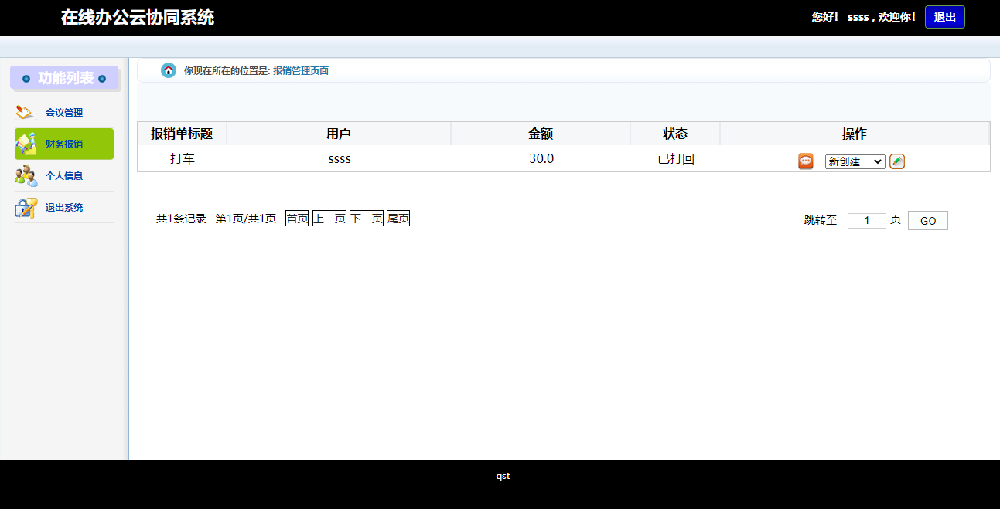 在线办公云协同系统
您好! ssss , 欢迎你! 退出
功能列表
会议管理
财务报销
个人信息
退出系统
你现在所在的位置是: 报销管理页面
报销单标题 用户 金额 状态 操作
打车 ssss 30.0 已打回 新创建
共1条记录 第1页/共1页 首页 上一页 下一页 尾页 跳转至 1 页 GO
qst